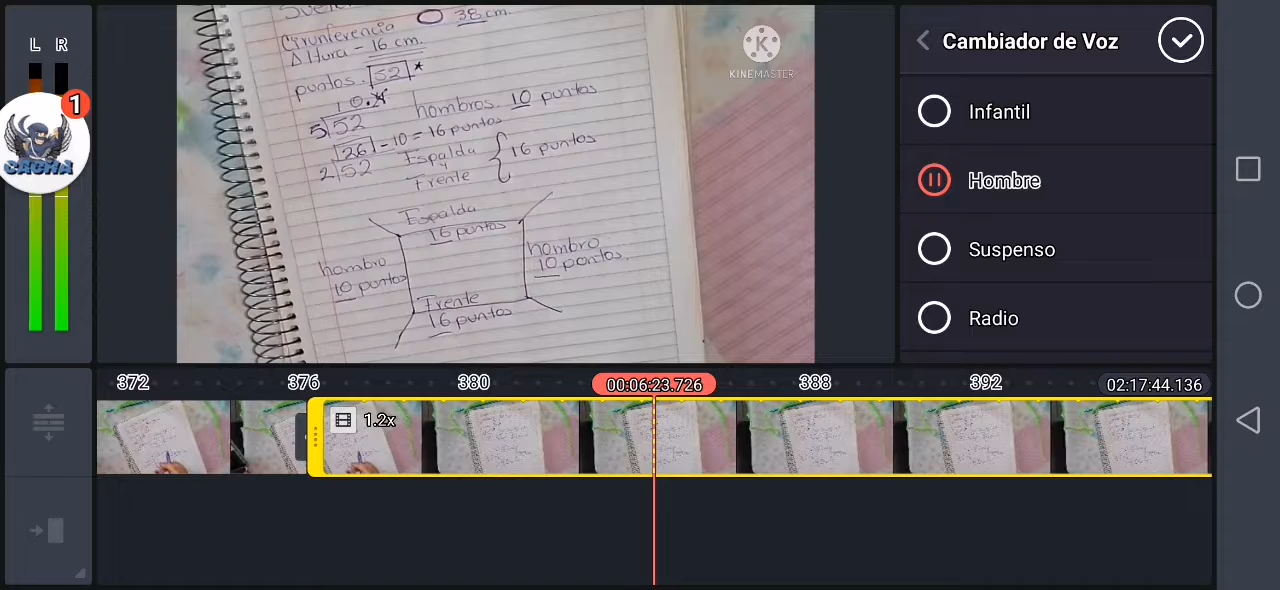 L R
1
CACHA
Cirunferencia 38 cm.
Altura - 16 cm.
puntos. 52 *
10.4
5 52 hombros. 10 puntos
26 - 10 = 16 puntos
2 52 Espalda
y
Frente
16 puntos
Espalda
16 puntos
hombro
10 puntos
hombro
10 puntos.
Frente
16 puntos
K
KINEMASTER
Cambiador de Voz
Infantil
Hombre
Suspenso
Radio
372 376 380 00:06:23.726 388 392 02:17:44.136
1.2x